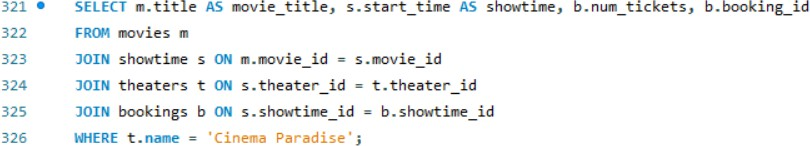 321 SELECT m.title AS movie_title, s.start_time AS showtime, b.num_tickets, b.booking_id
322 FROM movies m
323 JOIN showtime s ON m.movie_id = s.movie_id
324 JOIN theaters t ON s.theater_id = t.theater_id
325 JOIN bookings b ON s.showtime_id = b.showtime_id
326 WHERE t.name = 'Cinema Paradise';